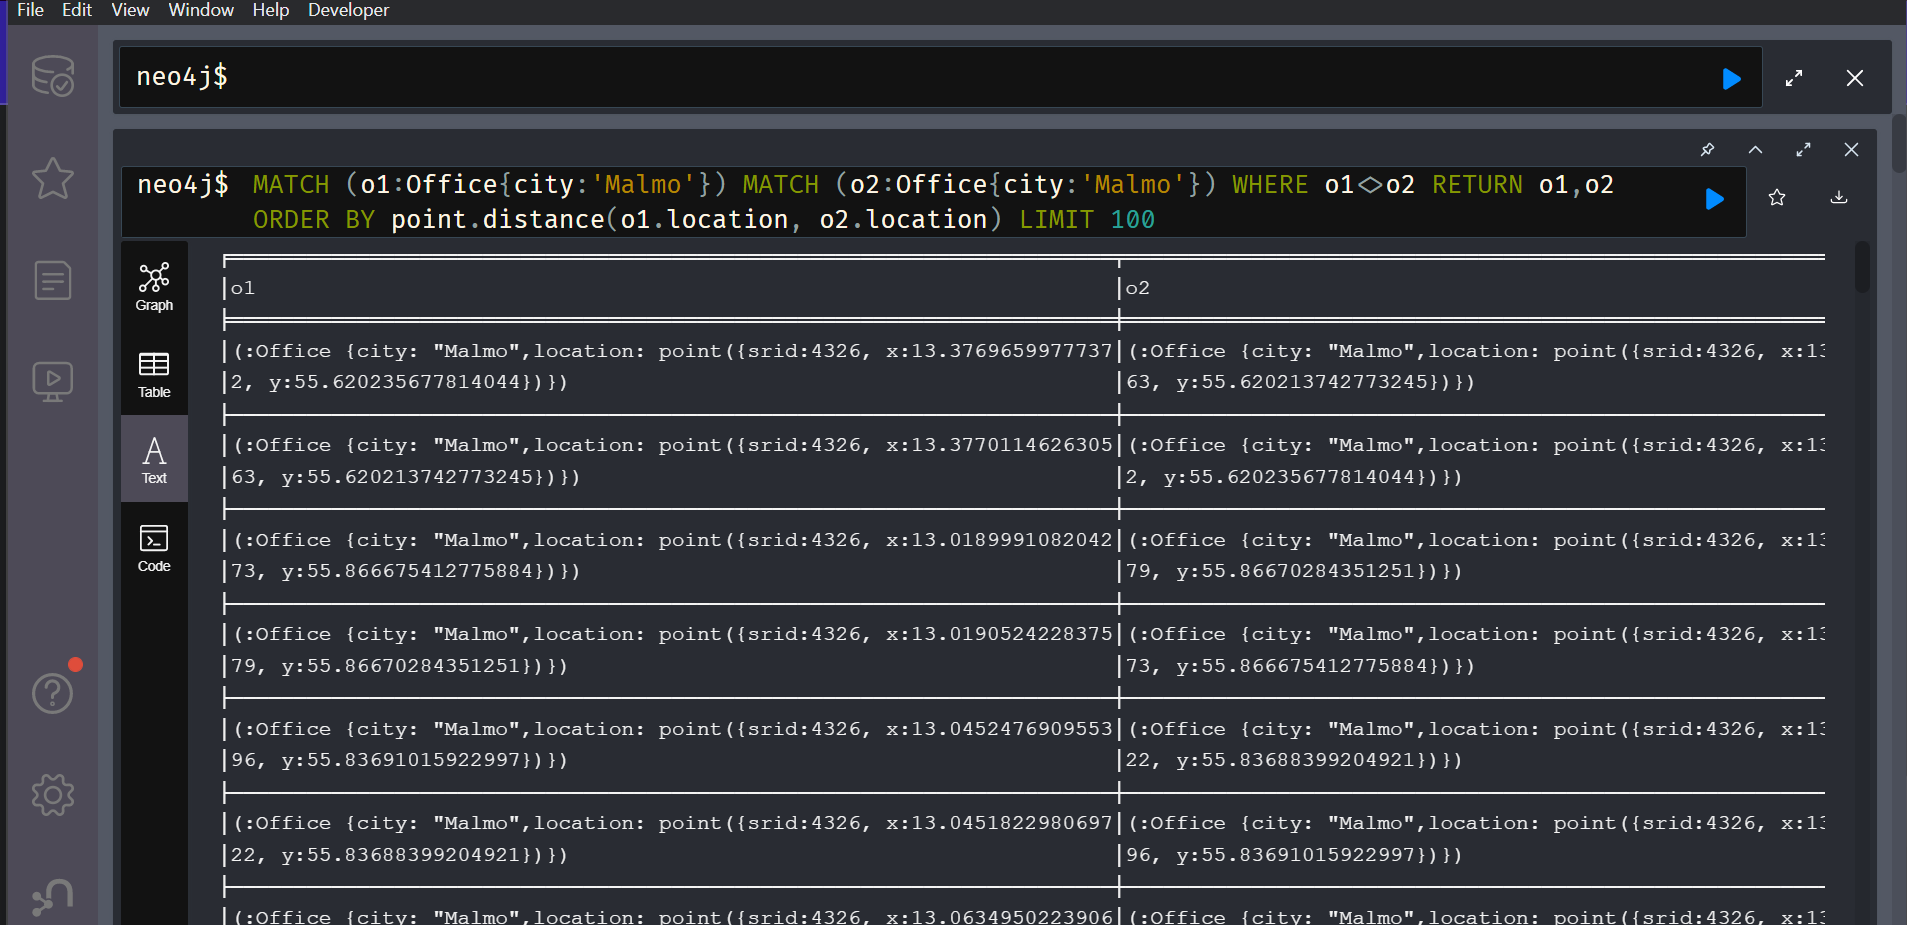 File Edit View Window Help Developer
neo4j$
neo4j$ MATCH (o1:Office{city:'Malmo'}) MATCH (o2:Office{city:'Malmo'}) WHERE o1<>o2 RETURN o1,o2
ORDER BY point.distance(o1.location, o2.location) LIMIT 100
Graph
Table
Text
Code
|o1 |o2
|(:Office {city: "Malmo",location: point({srid:4326, x:13.3769659977737|(:Office {city: "Malmo",location: point({srid:4326, x:13
|2, y:55.620235677814044})}) |63, y:55.620213742773245})})
|(:Office {city: "Malmo",location: point({srid:4326, x:13.3770114626305|(:Office {city: "Malmo",location: point({srid:4326, x:13
|63, y:55.620213742773245})}) |2, y:55.620235677814044})})
|(:Office {city: "Malmo",location: point({srid:4326, x:13.0189991082042|(:Office {city: "Malmo",location: point({srid:4326, x:13
|73, y:55.866675412775884})}) |79, y:55.86670284351251})})
|(:Office {city: "Malmo",location: point({srid:4326, x:13.0190524228375|(:Office {city: "Malmo",location: point({srid:4326, x:13
|79, y:55.86670284351251})}) |73, y:55.866675412775884})})
|(:Office {city: "Malmo",location: point({srid:4326, x:13.0452476909553|(:Office {city: "Malmo",location: point({srid:4326, x:13
|96, y:55.83691015922997})}) |22, y:55.83688399204921})})
|(:Office {city: "Malmo",location: point({srid:4326, x:13.0451822980697|(:Office {city: "Malmo",location: point({srid:4326, x:13
|22, y:55.83688399204921})}) |96, y:55.83691015922997})})
|(:Office {city: "Malmo",location: point({srid:4326, x:13.0634950223906|(:Office {city: "Malmo",location: point({srid:4326, x:13